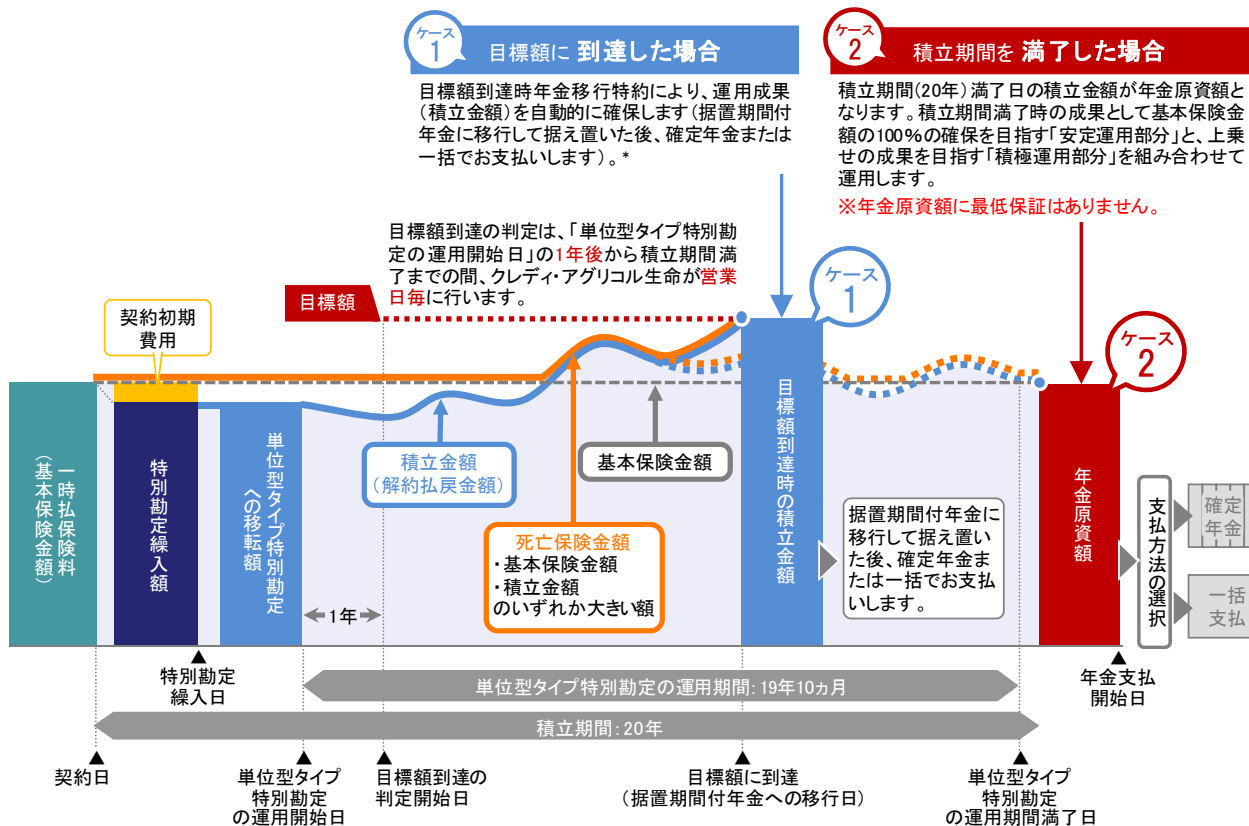 ケース
1
目標額に 到達した場合
目標額到達時年金移行特約により、運用成果
(積立金額)を自動的に確保します(据置期間付
年金に移行して据え置いた後、確定年金または
一括でお支払いします)。*
ケース
2
積立期間を 満了した場合
積立期間(20年)満了日の積立金額が年金原資額と
なります。積立期間満了時の成果として基本保険金
額の100%の確保を目指す「安定運用部分」と、上乗
せの成果を目指す「積極運用部分」を組み合わせて
運用します。
※年金原資額に最低保証はありません。
目標額到達の判定は、「単位型タイプ特別勘
定の運用開始日」の1年後から積立期間満
了までの間、クレディ・アグリコル生命が営業
日毎に行います。
目標額
契約初期
費用
ケース
1
ケース
2
一時払保険料
(基本保険金額)
特別勘定繰入額
単位型タイプ特別勘定
への移転額
積立金額
(解約払戻金額)
基本保険金額
死亡保険金額
・基本保険金額
・積立金額
のいずれか大きい額
1年
目標額到達時の積立金額
据置期間付年金に
移行して据え置い
た後、確定年金ま
たは一括でお支払
いします。
年金原資額
支払方法の選択
確定
年金
一括
支払
特別勘定
繰入日
年金支払
開始日
単位型タイプ特別勘定の運用期間:19年10ヵ月
積立期間:20年
契約日
単位型タイプ
特別勘定
の運用開始日
目標額到達の
判定開始日
目標額に到達
(据置期間付年金への移行日)
単位型タイプ
特別勘定
の運用期間満了日